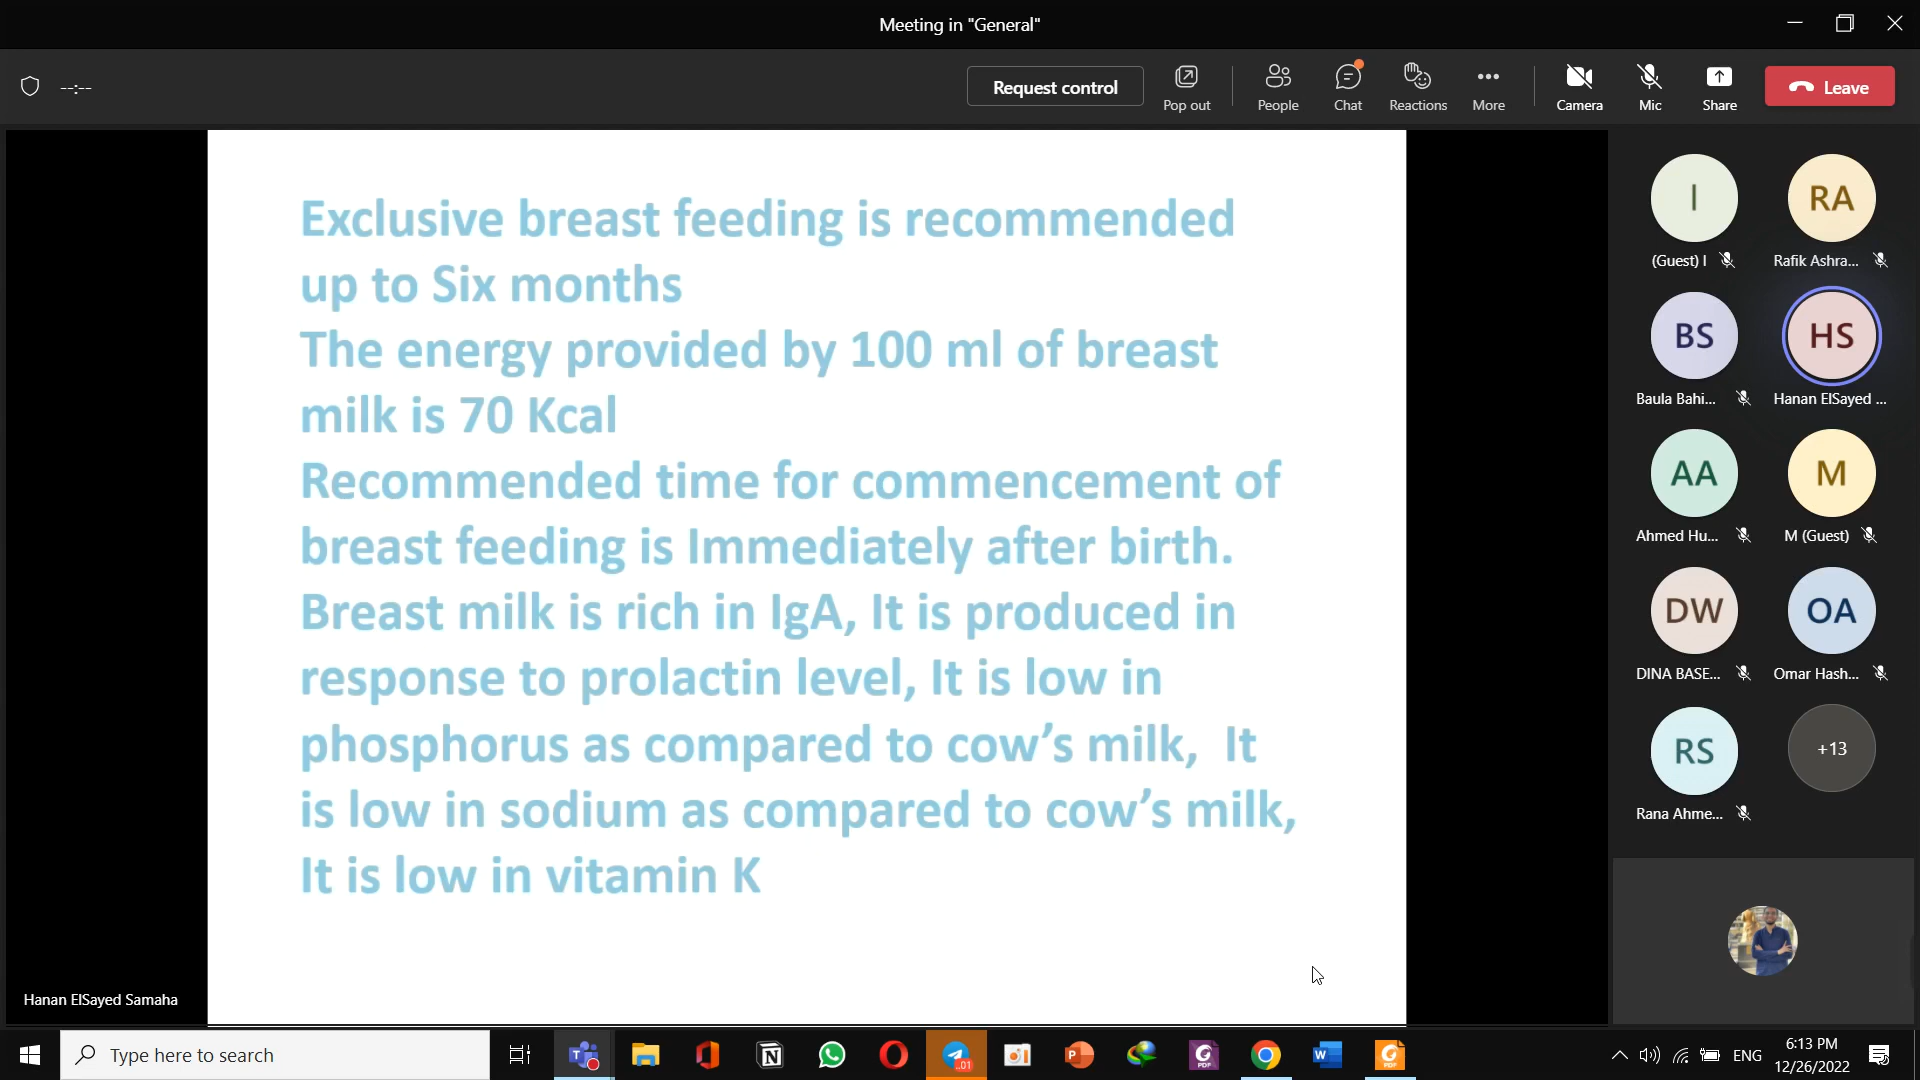 Meeting in "General"
--:--
Request control
Pop out
People
Chat
Reactions
More
Camera
Mic
Share
Leave
Exclusive breast feeding is recommended
up to Six months
The energy provided by 100 ml of breast
milk is 70 Kcal
Recommended time for commencement of
breast feeding is Immediately after birth.
Breast milk is rich in IgA, It is produced in
response to prolactin level, It is low in
phosphorus as compared to cow’s milk,  It
is low in sodium as compared to cow’s milk,
It is low in vitamin K
Hanan ElSayed Samaha
I
RA
(Guest) I
Rafik Ashra...
BS
HS
Baula Bahi...
Hanan ElSayed ...
AA
M
Ahmed Hu...
M (Guest)
DW
OA
DINA BASE...
Omar Hash...
RS
+13
Rana Ahme...
Type here to search
..01
PDF
PDF
ENG
6:13 PM
12/26/2022